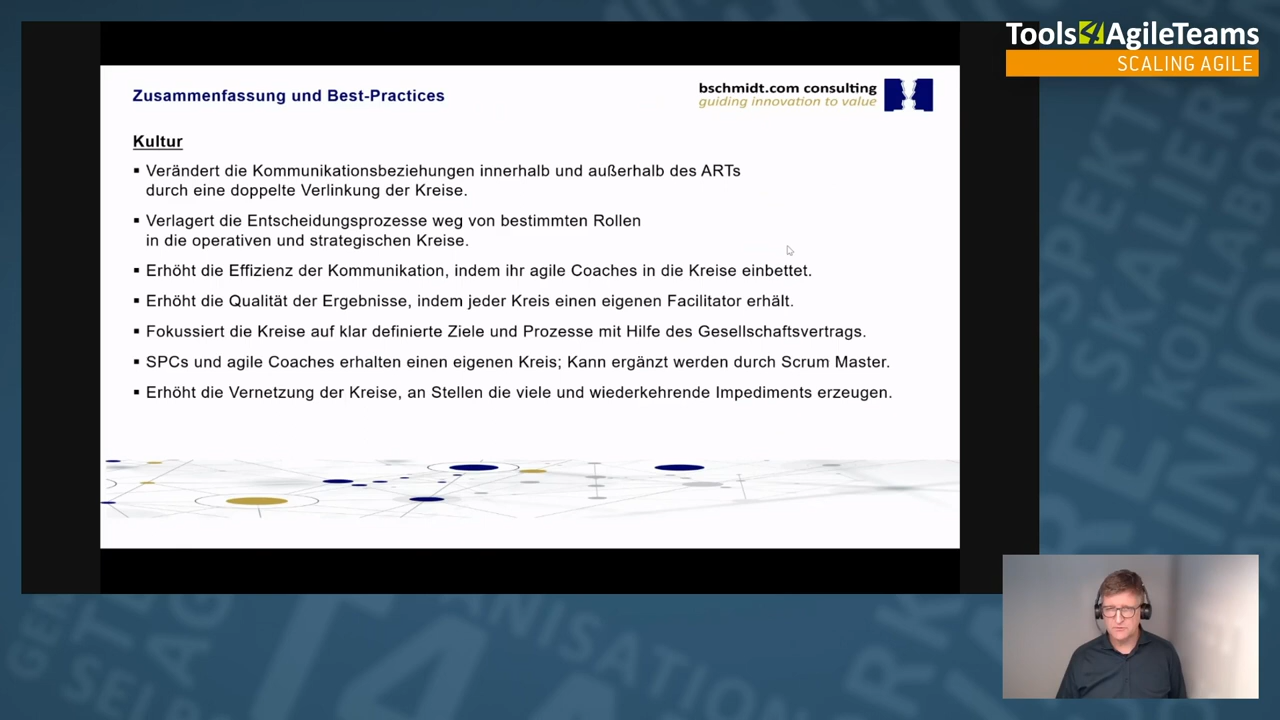 Tools4AgileTeams
SCALING AGILE
Zusammenfassung und Best-Practices
bschmidt.com consulting
guiding innovation to value
Kultur
▪ Verändert die Kommunikationsbeziehungen innerhalb und außerhalb des ARTs
durch eine doppelte Verlinkung der Kreise.
▪ Verlagert die Entscheidungsprozesse weg von bestimmten Rollen
in die operativen und strategischen Kreise.
▪ Erhöht die Effizienz der Kommunikation, indem ihr agile Coaches in die Kreise einbettet.
▪ Erhöht die Qualität der Ergebnisse, indem jeder Kreis einen eigenen Facilitator erhält.
▪ Fokussiert die Kreise auf klar definierte Ziele und Prozesse mit Hilfe des Gesellschaftsvertrags.
▪ SPCs und agile Coaches erhalten einen eigenen Kreis; Kann ergänzt werden durch Scrum Master.
▪ Erhöht die Vernetzung der Kreise, an Stellen die viele und wiederkehrende Impediments erzeugen.